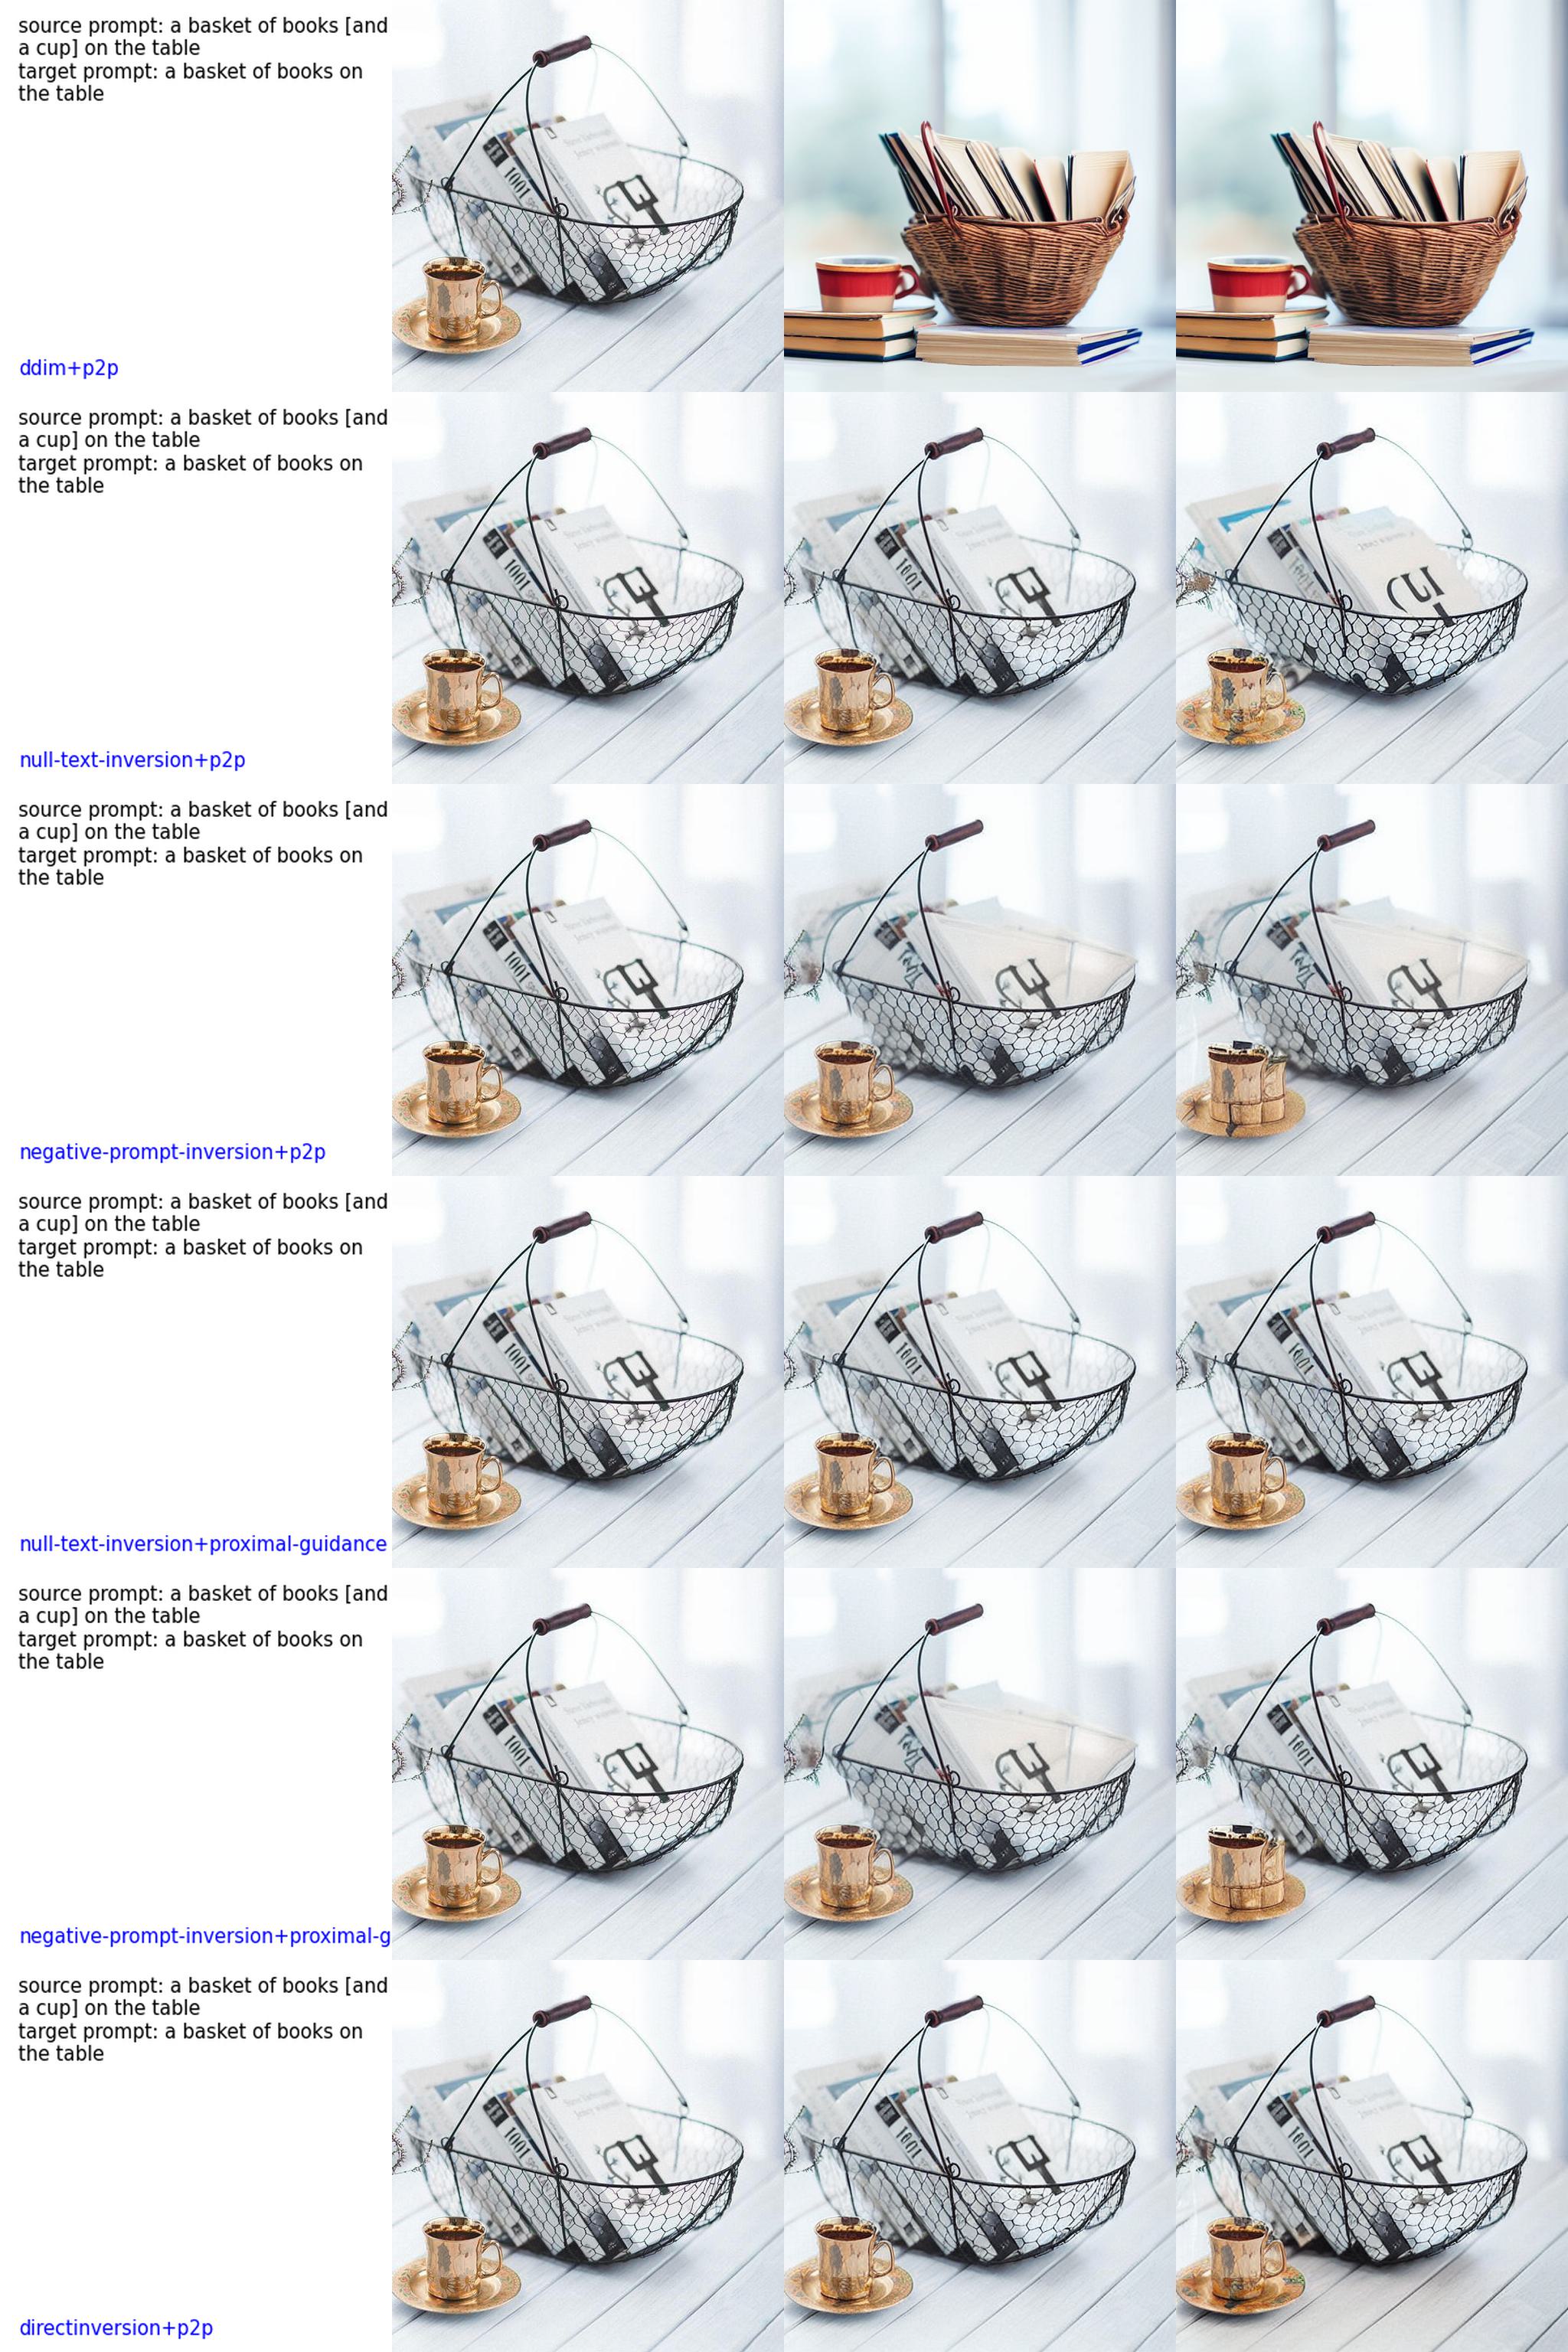 source prompt: a basket of books [and
a cup] on the table
target prompt: a basket of books on
the table
ddim+p2p
source prompt: a basket of books [and
a cup] on the table
target prompt: a basket of books on
the table
1001
null-text-inversion+p2p
source prompt: a basket of books [and
a cup] on the table
target prompt: a basket of books on
the table
1001
negative-prompt-inversion+p2p
source prompt: a basket of books [and
a cup] on the table
target prompt: a basket of books on
the table
1001
null-text-inversion+proximal-guidance
source prompt: a basket of books [and
a cup] on the table
target prompt: a basket of books on
the table
1001
negative-prompt-inversion+proximal-g
source prompt: a basket of books [and
a cup] on the table
target prompt: a basket of books on
the table
1001
directinversion+p2p